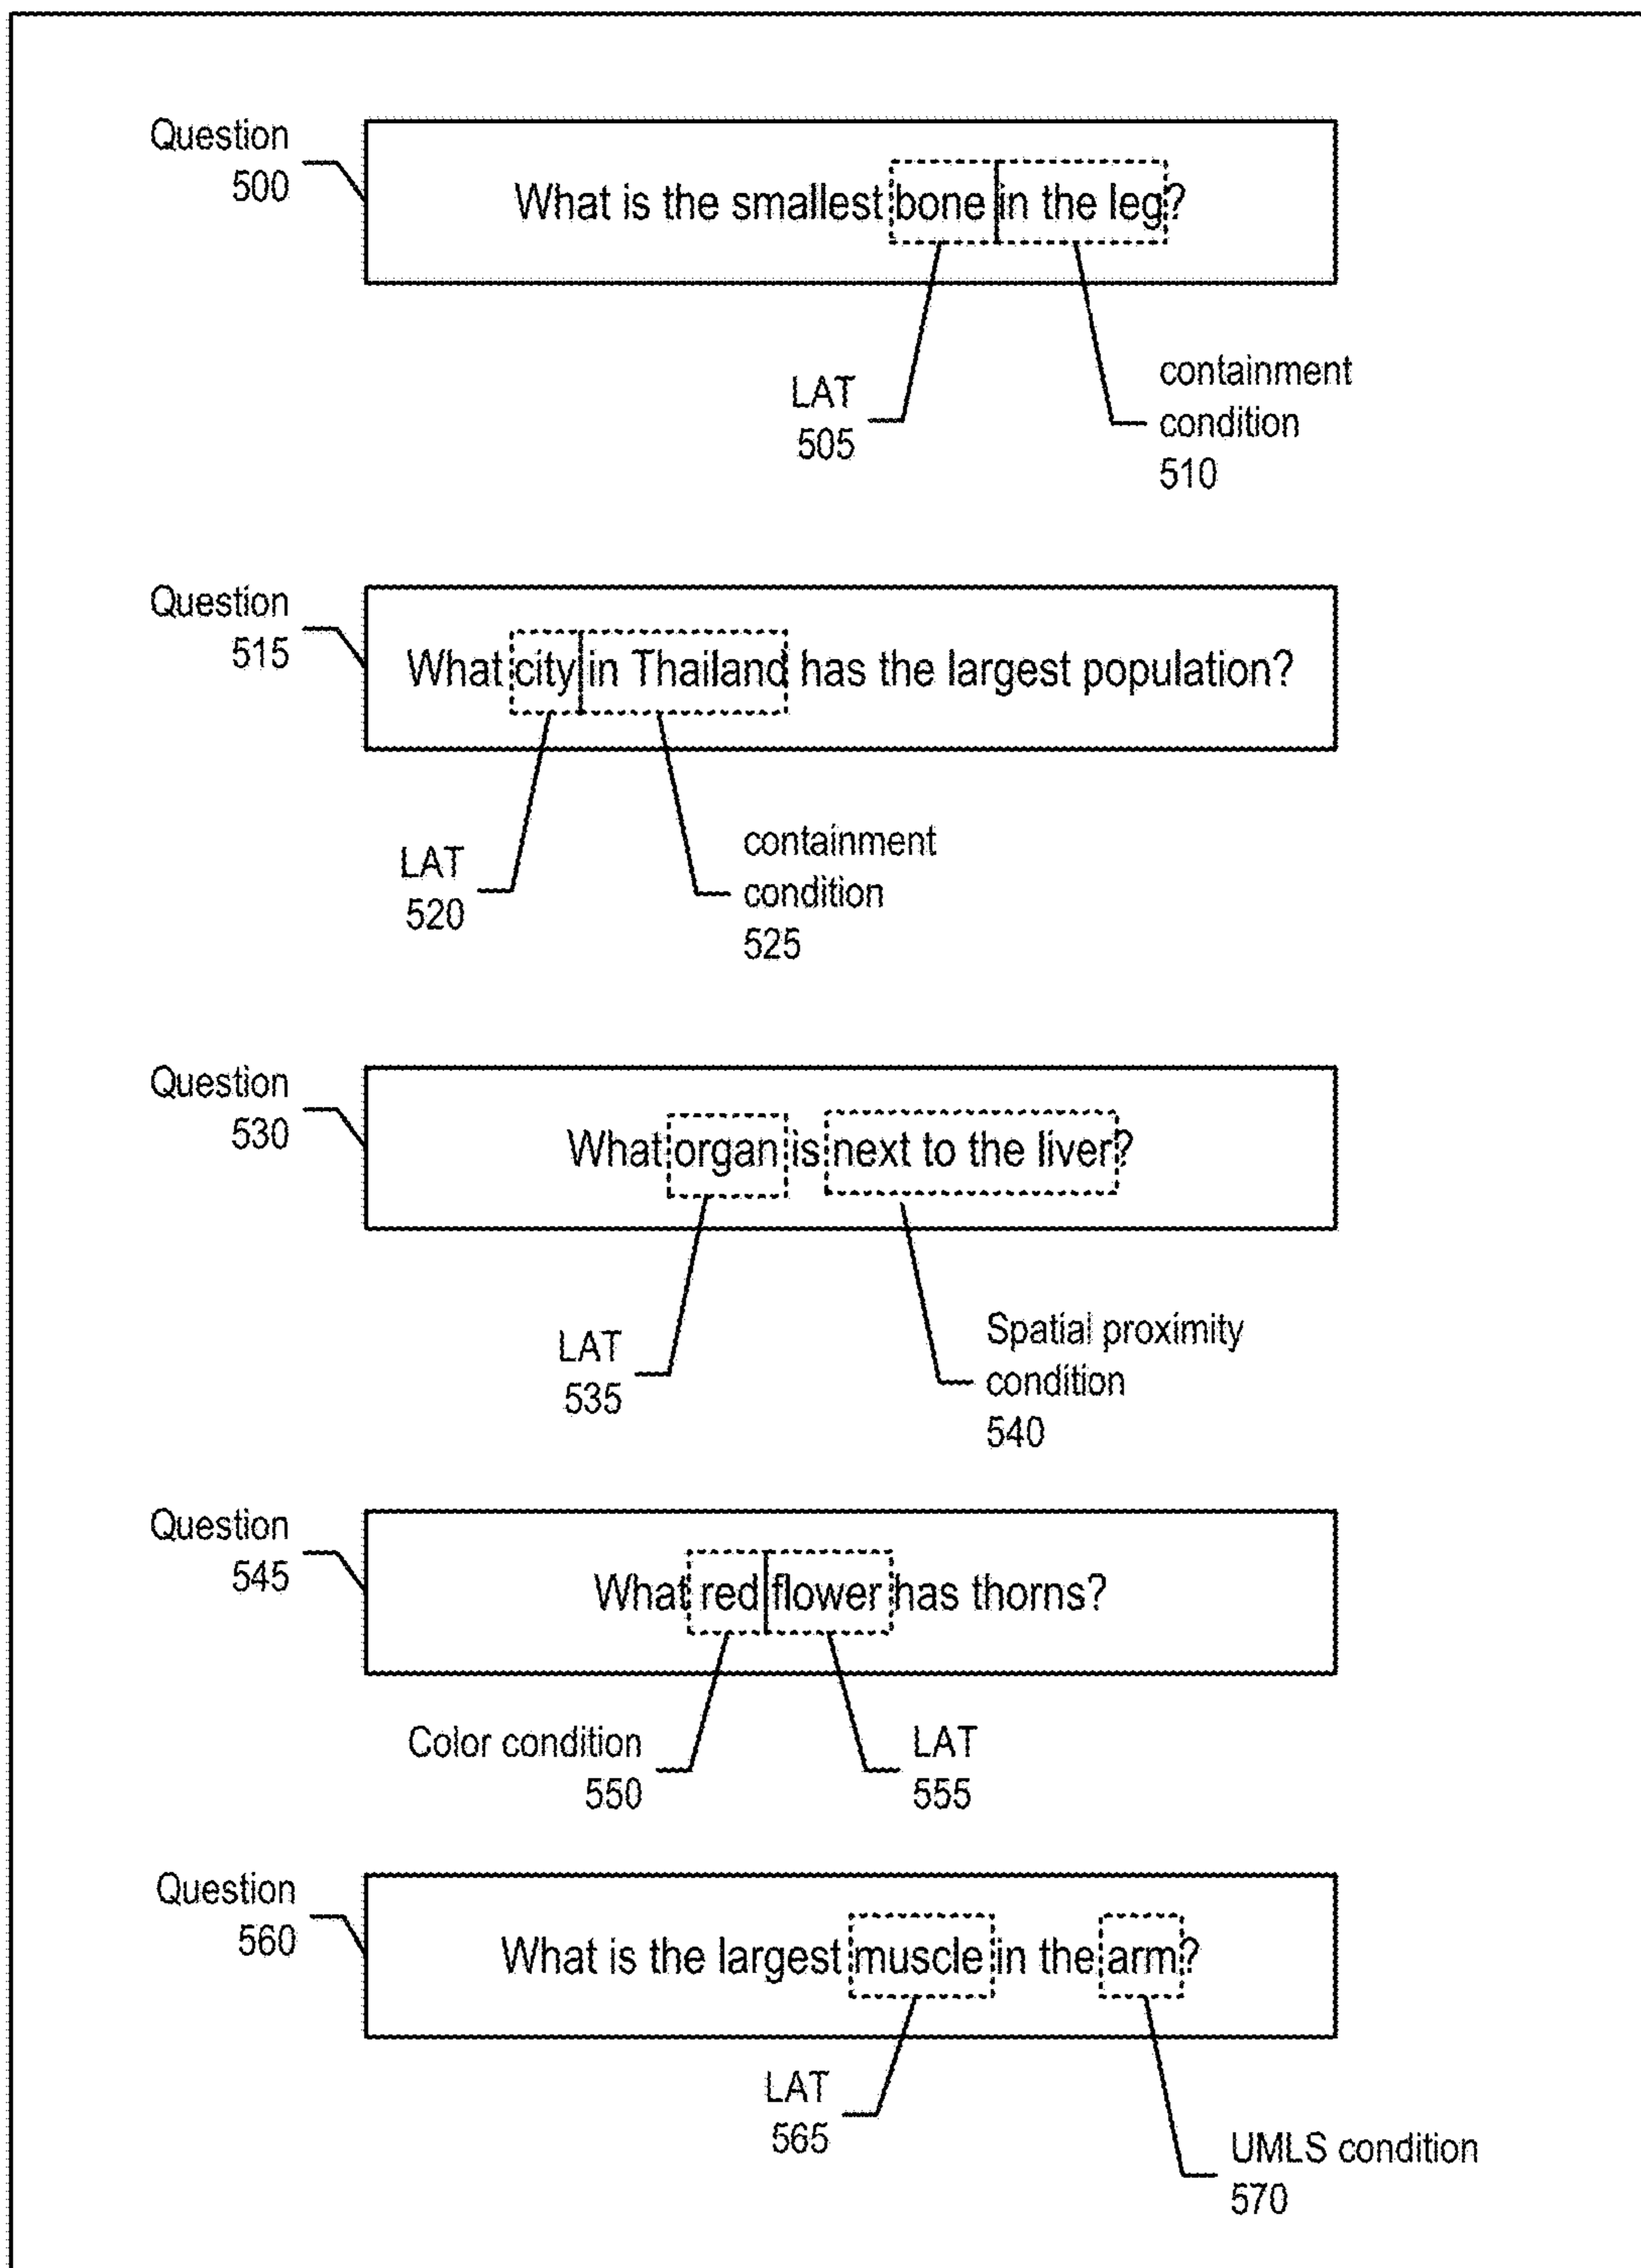 Question
500
What is the smallest bone in the leg?
LAT
505
containment
condition
510
Question
515
What city in Thailand has the largest population?
LAT
520
containment
condition
525
Question
530
What organ is next to the liver?
LAT
535
Spatial proximity
condition
540
Question
545
What red flower has thorns?
Color condition
550
LAT
555
Question
560
What is the largest muscle in the arm?
LAT
565
UMLS condition
570